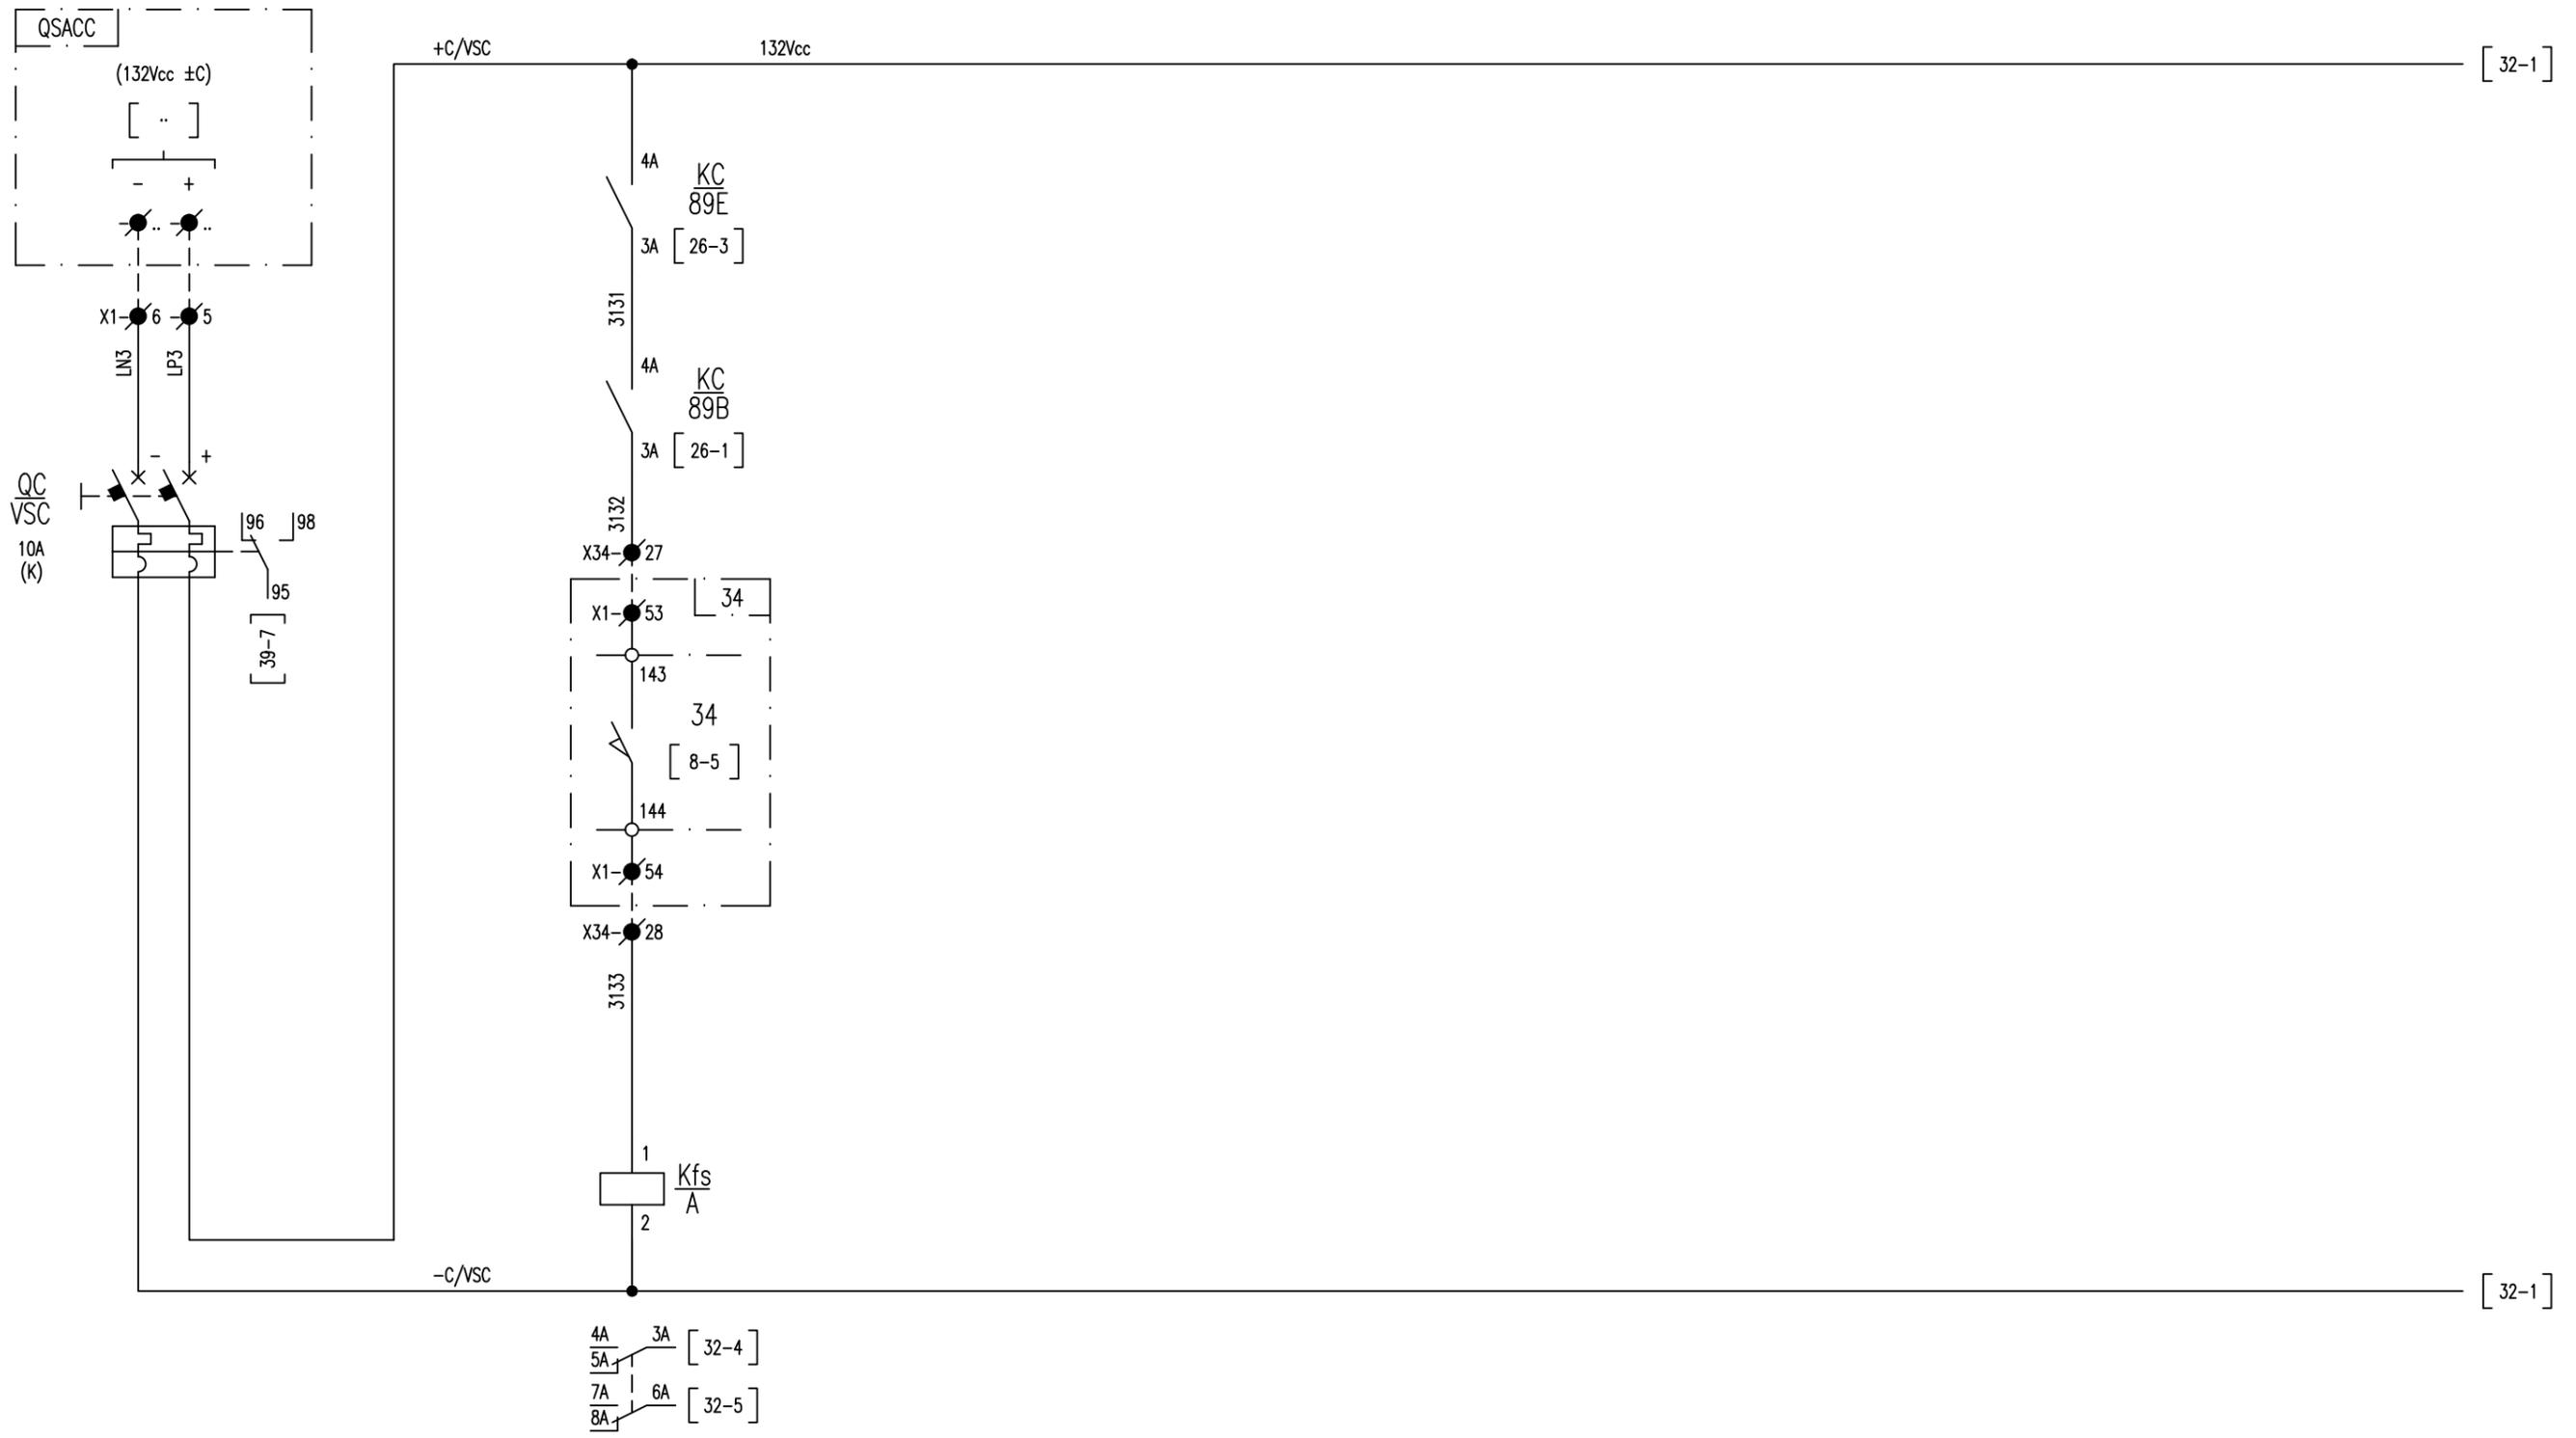 QSACC
(132Vcc ±C)
[ .. ]
- +
- .. - ..
X1- 6 - 5
LN3 LP3
- +
QC
VSC
10A
(K)
96 98
95
[ 39-7 ]
+C/VSC 132Vcc [ 32-1 ]
4A
KC
89E
3A [ 26-3 ]
3131
4A
KC
89B
3A [ 26-1 ]
3132
X34- 27
34
X1- 53
143
34
[ 8-5 ]
144
X1- 54
X34- 28
3133
1
Kfs
A
2
-C/VSC [ 32-1 ]
4A 3A [ 32-4 ]
5A
7A 6A [ 32-5 ]
8A